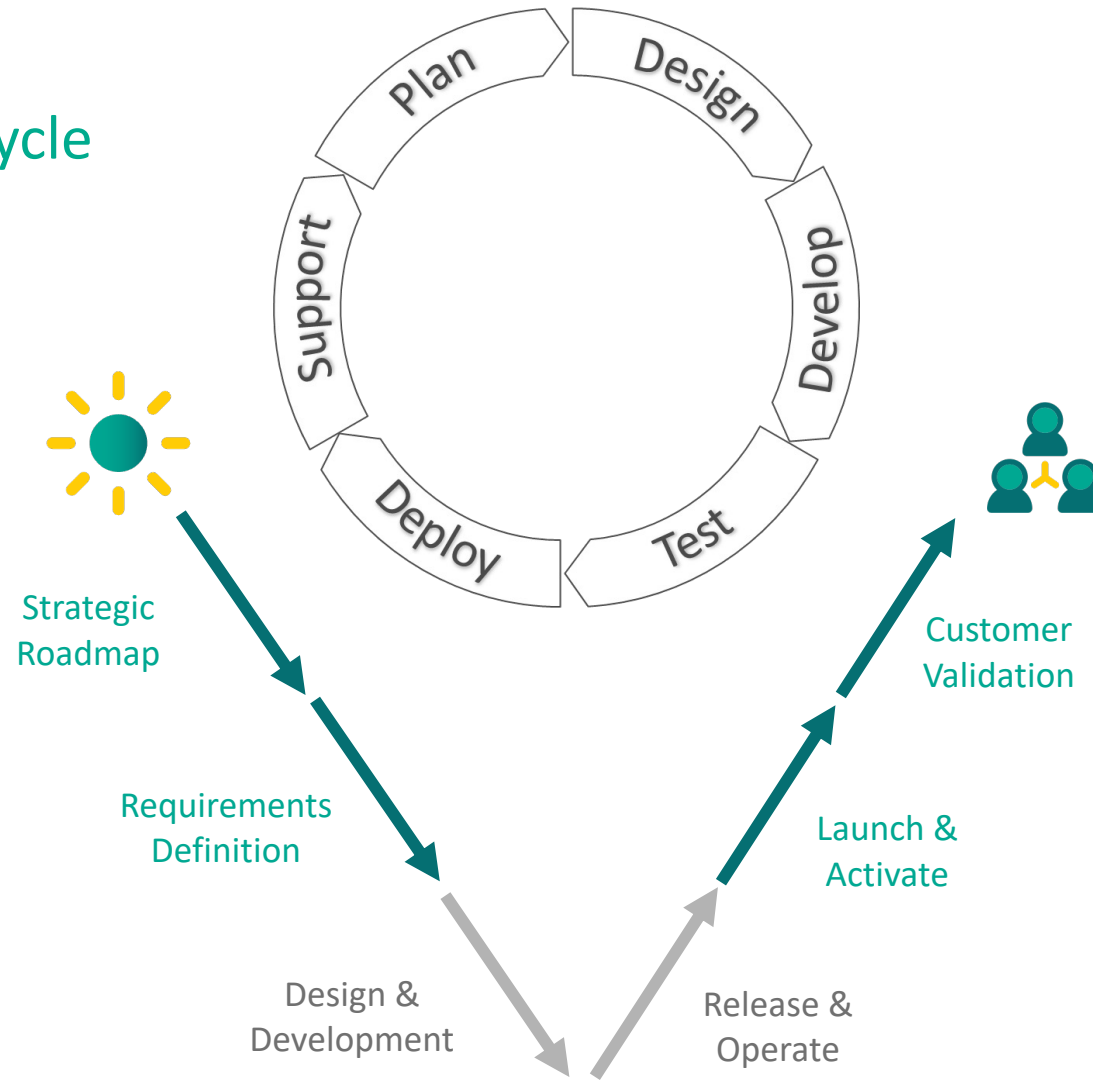 ycle
Plan
Design
Develop
Test
Deploy
Support
Strategic
Roadmap
Requirements
Definition
Design &
Development
Release &
Operate
Launch &
Activate
Customer
Validation